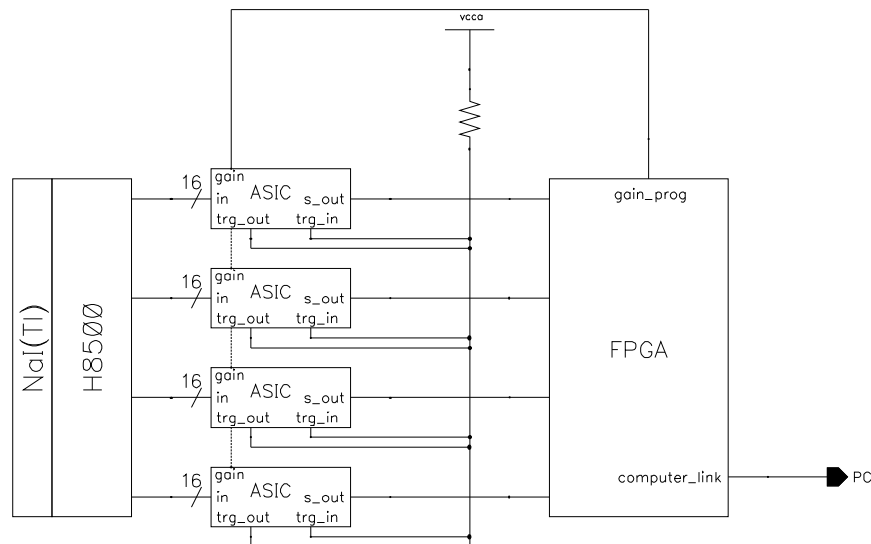 vcca
16
gain
ASIC
in
s_out
trg_out
trg_in
gain_prog
16
gain
ASIC
in
s_out
trg_out
trg_in
NaI(Tl)
H8500
FPGA
16
gain
ASIC
in
s_out
trg_out
trg_in
16
gain
ASIC
in
s_out
trg_out
trg_in
computer_link
PC